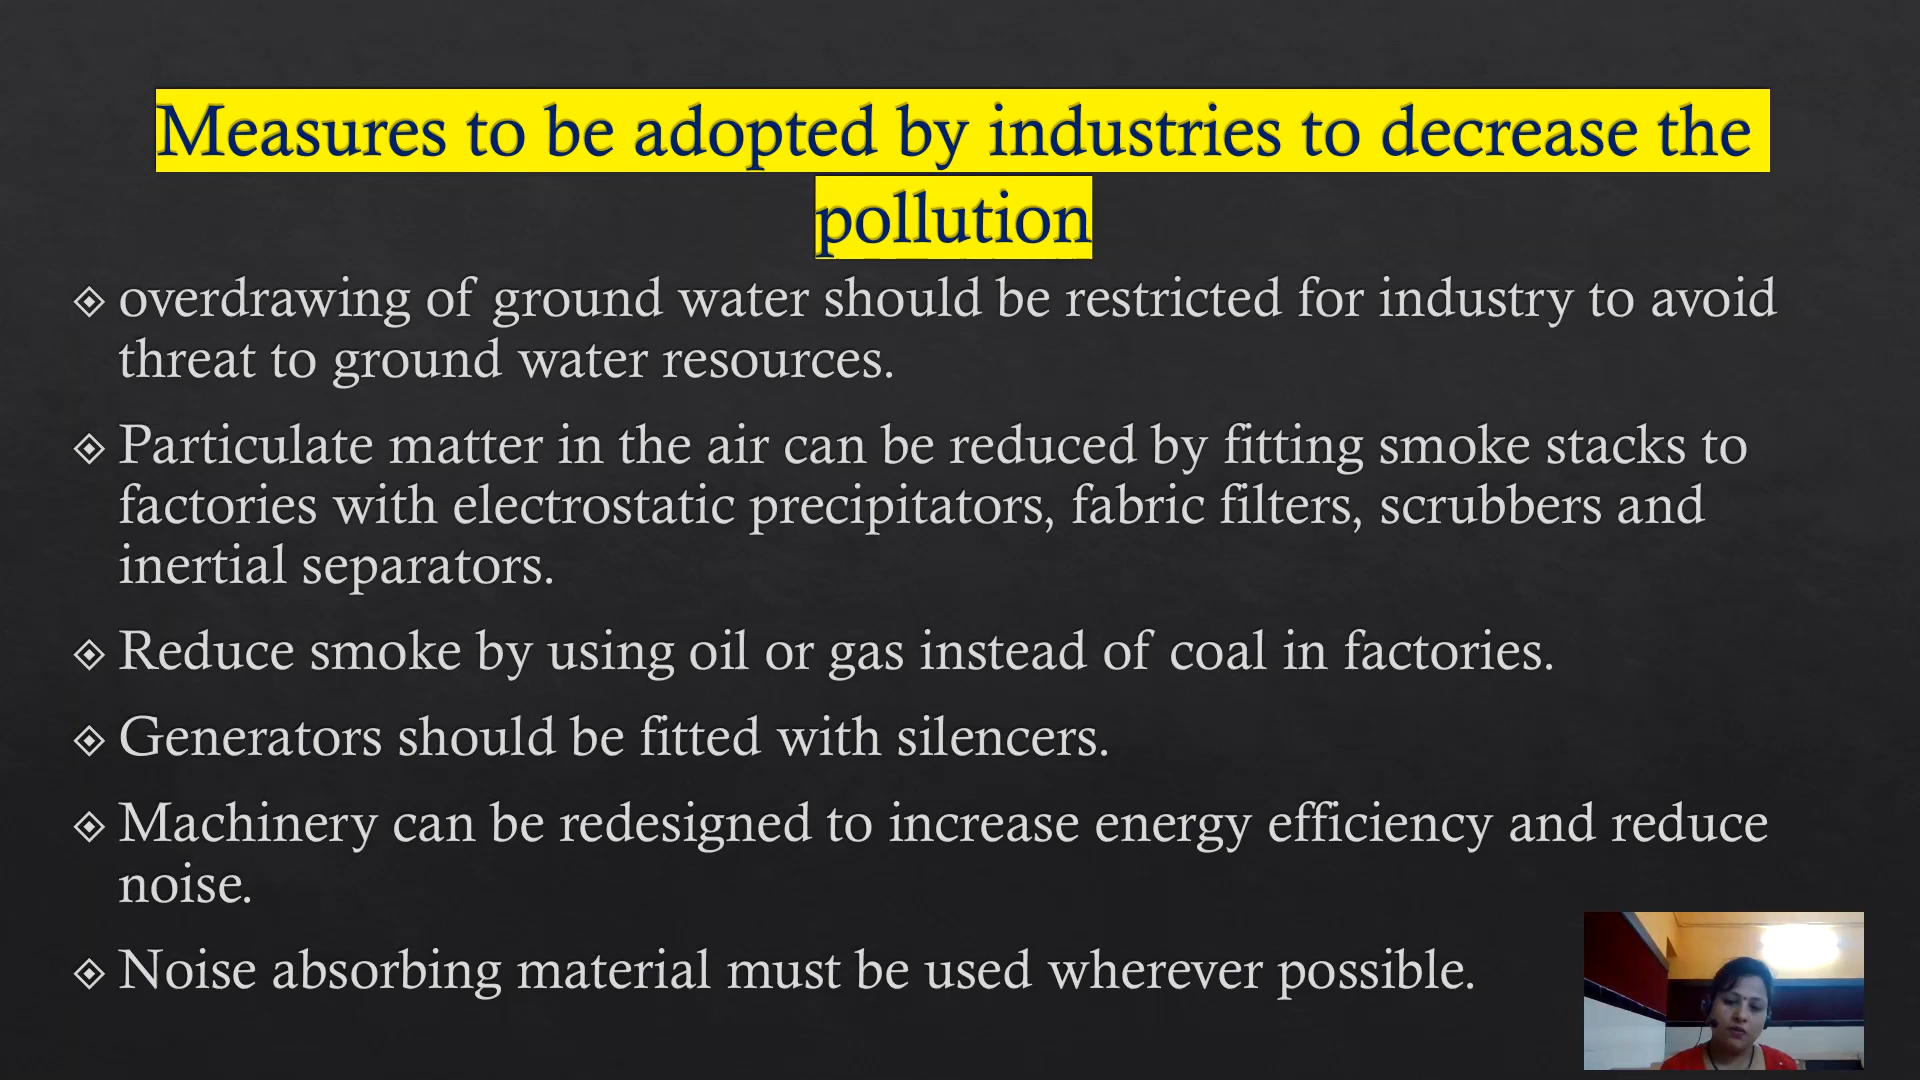 Measures to be adopted by industries to decrease the
pollution
overdrawing of ground water should be restricted for industry to avoid
threat to ground water resources.
Particulate matter in the air can be reduced by fitting smoke stacks to
factories with electrostatic precipitators, fabric filters, scrubbers and
inertial separators.
Reduce smoke by using oil or gas instead of coal in factories.
Generators should be fitted with silencers.
Machinery can be redesigned to increase energy efficiency and reduce
noise.
Noise absorbing material must be used wherever possible.